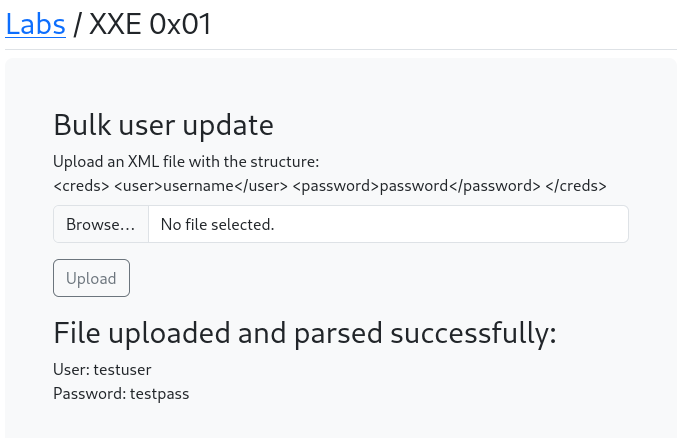 Labs / XXE 0x01
Bulk user update
Upload an XML file with the structure:
<creds> <user>username</user> <password>password</password> </creds>
Browse... No file selected.
Upload
File uploaded and parsed successfully:
User: testuser
Password: testpass